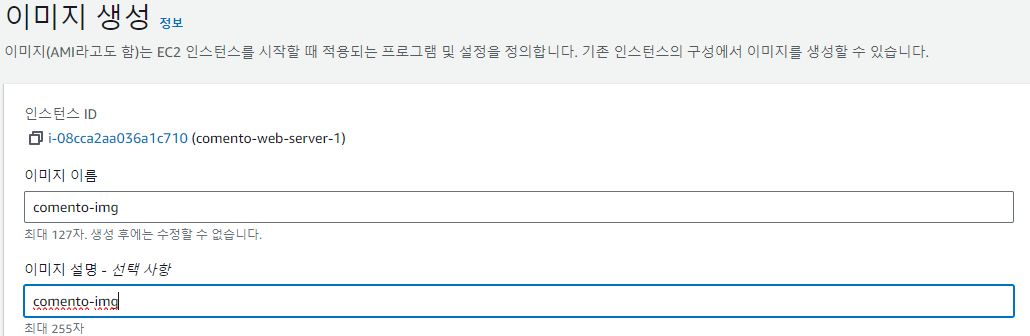 이미지 생성 정보
이미지(AMI라고도 함)는 EC2 인스턴스를 시작할 때 적용되는 프로그램 및 설정을 정의합니다. 기존 인스턴스의 구성에서 이미지를 생성할 수 있습니다.
인스턴스 ID
i-08cca2aa036a1c710 (comento-web-server-1)
이미지 이름
comento-img
최대 127자. 생성 후에는 수정할 수 없습니다.
이미지 설명 - 선택 사항
comento-img
최대 255자